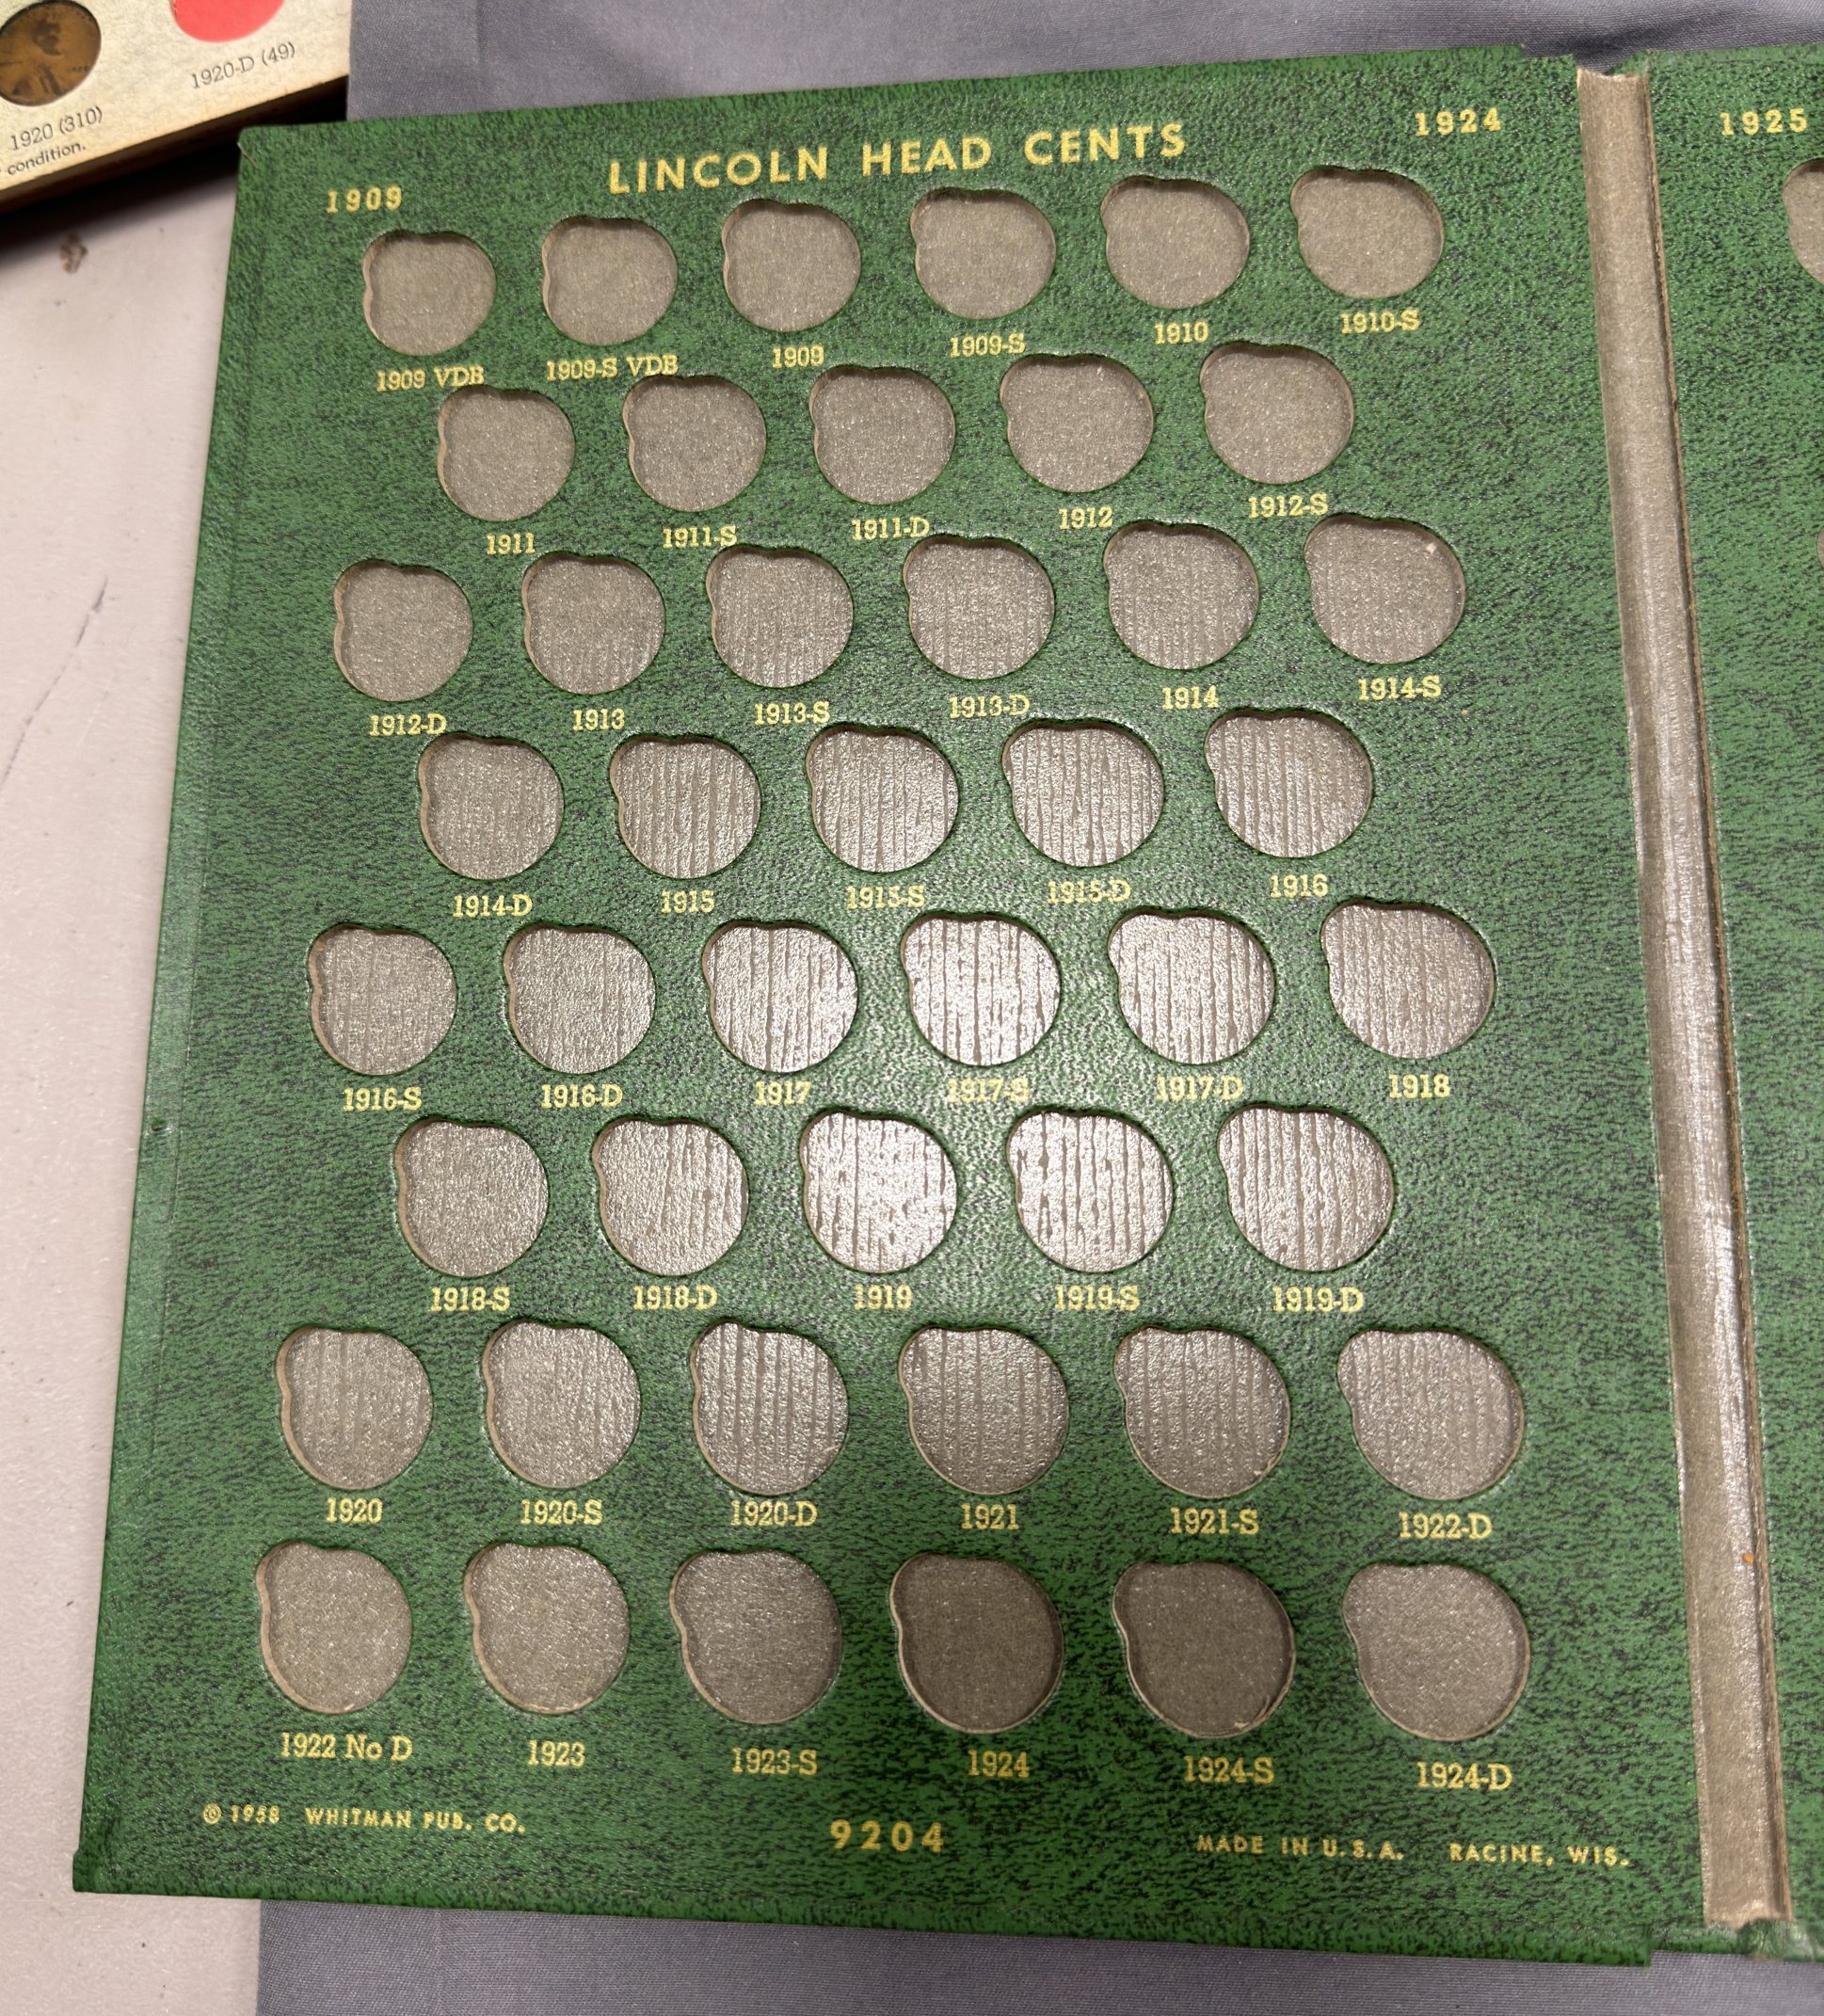 1920-D (49)
1920 (310)
condition.
LINCOLN HEAD CENTS
1909
1924
1925
1909 VDB 1909-S VDB 1909 1909-S 1910 1910-S
1911 1911-S 1911-D 1912 1912-S
1912-D 1913 1913-S 1913-D 1914 1914-S
1914-D 1915 1915-S 1915-D 1916
1916-S 1916-D 1917 1917-S 1917-D 1918
1918-S 1918-D 1919 1919-S 1919-D
1920 1920-S 1920-D 1921 1921-S 1922-D
1922 No D 1923 1923-S 1924 1924-S 1924-D
© 1958 WHITMAN PUB. CO. 9204 MADE IN U.S.A. RACINE, WIS.